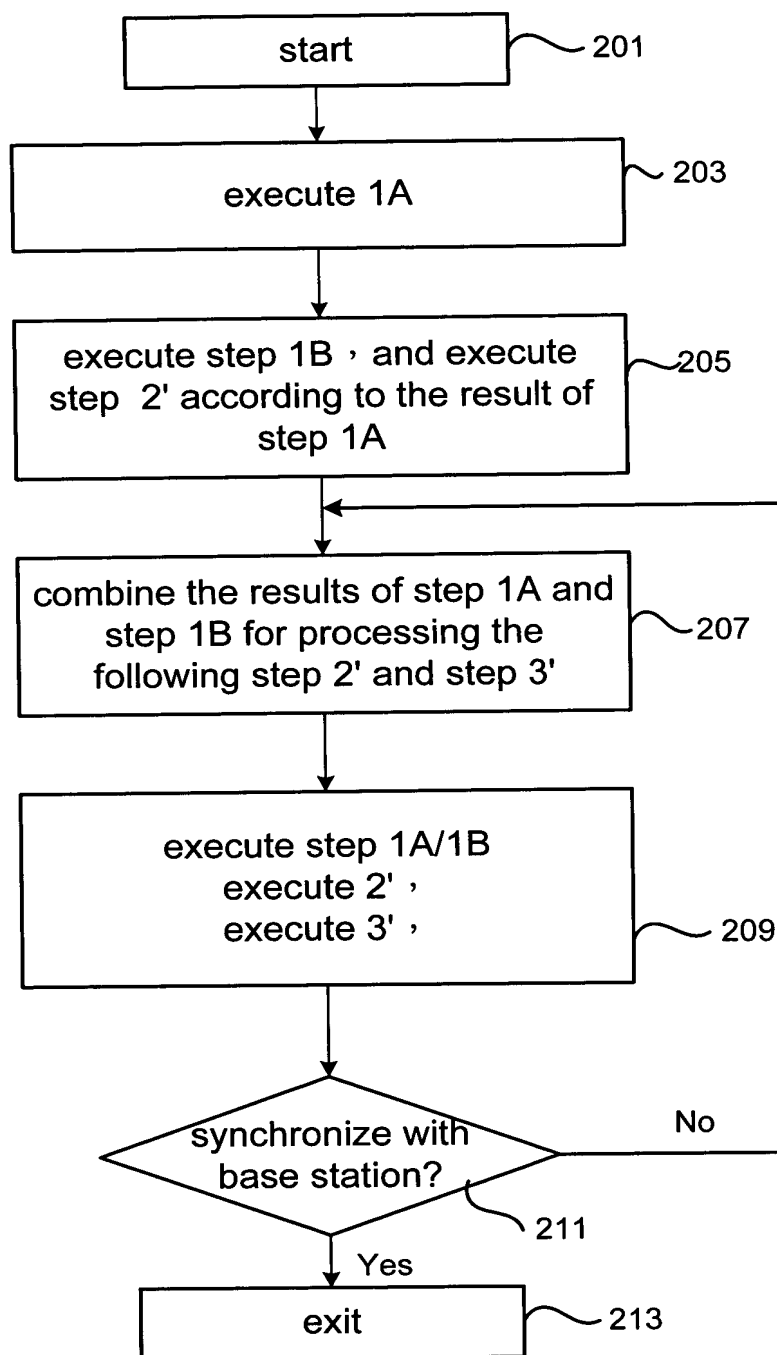 start
201
execute 1A
203
execute step 1B，and execute
step 2' according to the result of
step 1A
205
combine the results of step 1A and
step 1B for processing the
following step 2' and step 3'
207
execute step 1A/1B
execute 2'，
execute 3'，
209
synchronize with
base station?
211
No
Yes
exit
213